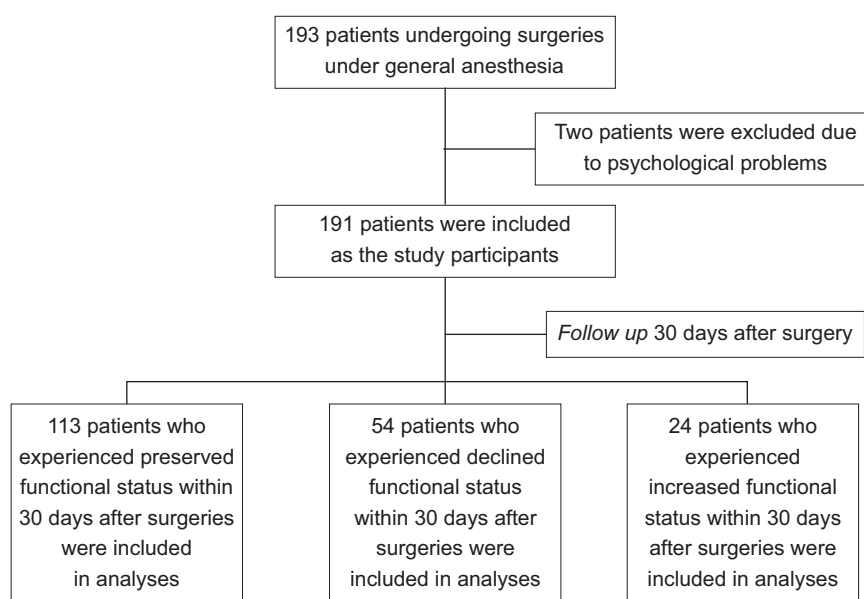 193 patients undergoing surgeries
under general anesthesia
Two patients were excluded due
to psychological problems
191 patients were included
as the study participants
Follow up 30 days after surgery
113 patients who
experienced preserved
functional status within
30 days after surgeries
were included
in analyses
54 patients who
experienced declined
functional status
within 30 days after
surgeries were
included in analyses
24 patients who
experienced
increased functional
status within 30 days
after surgeries were
included in analyses